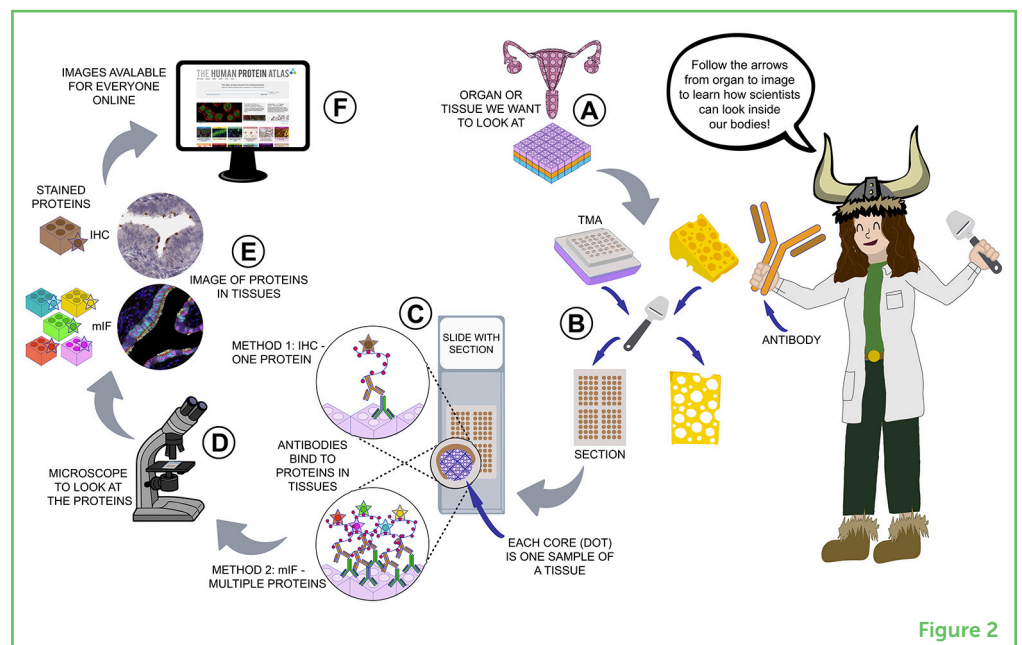 Follow the arrows
from organ to image
to learn how scientists
can look inside
our bodies!
ORGAN OR
TISSUE WE WANT
TO LOOK AT
A
TMA
B
SECTION
ANTIBODY
C
SLIDE WITH
SECTION
METHOD 1: IHC -
ONE PROTEIN
ANTIBODIES
BIND TO
PROTEINS IN
TISSUES
METHOD 2: mIF -
MULTIPLE PROTEINS
EACH CORE (DOT)
IS ONE SAMPLE OF
A TISSUE
D
MICROSCOPE
TO LOOK AT
THE PROTEINS
STAINED
PROTEINS
IHC
mIF
E
IMAGE OF PROTEINS
IN TISSUES
IMAGES AVALABLE
FOR EVERYONE
ONLINE
THE HUMAN PROTEIN ATLAS
F
Figure 2